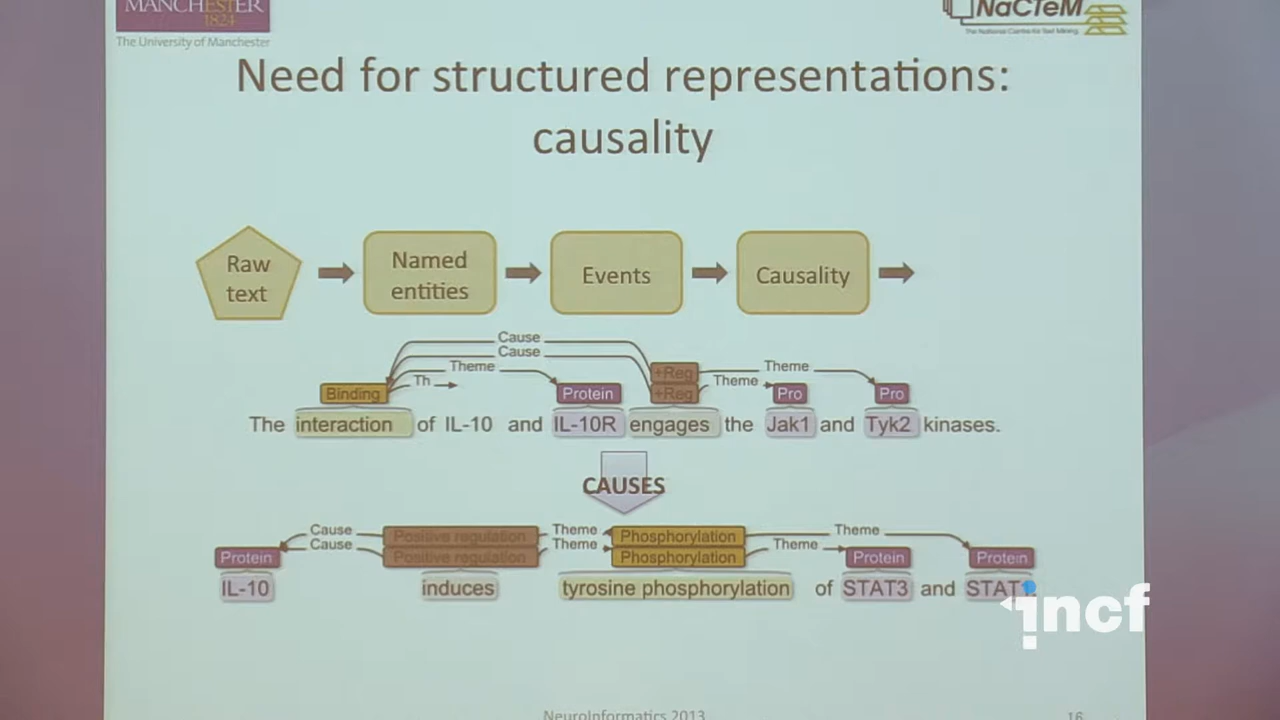 MANCHESTER
1824
The University of Manchester
NaCTeM
The National Centre for Text Mining
Need for structured representations:
causality
Raw
text
Named
entities
Events
Causality
Cause
Cause
Theme
Th
Theme
Theme
+Reg
+Reg
Binding
Protein
Pro
Pro
The interaction of IL-10 and IL-10R engages the Jak1 and Tyk2 kinases.
CAUSES
Cause
Cause
Positive regulation
Positive regulation
Theme
Theme
Phosphorylation
Phosphorylation
Theme
Theme
Protein
Protein
Protein
IL-10 induces tyrosine phosphorylation of STAT3 and
incf
NeuroInformatics 2013
16